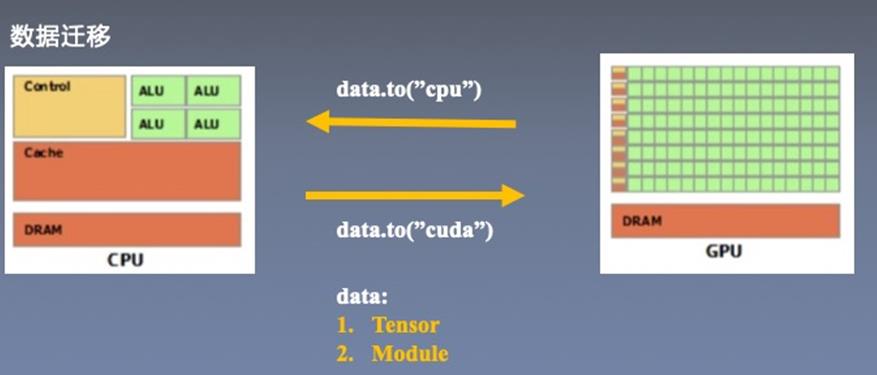 数据迁移
Control
ALU ALU
ALU ALU
Cache
DRAM
CPU
data.to(”cpu”)
data.to(”cuda”)
data:
1. Tensor
2. Module
DRAM
GPU